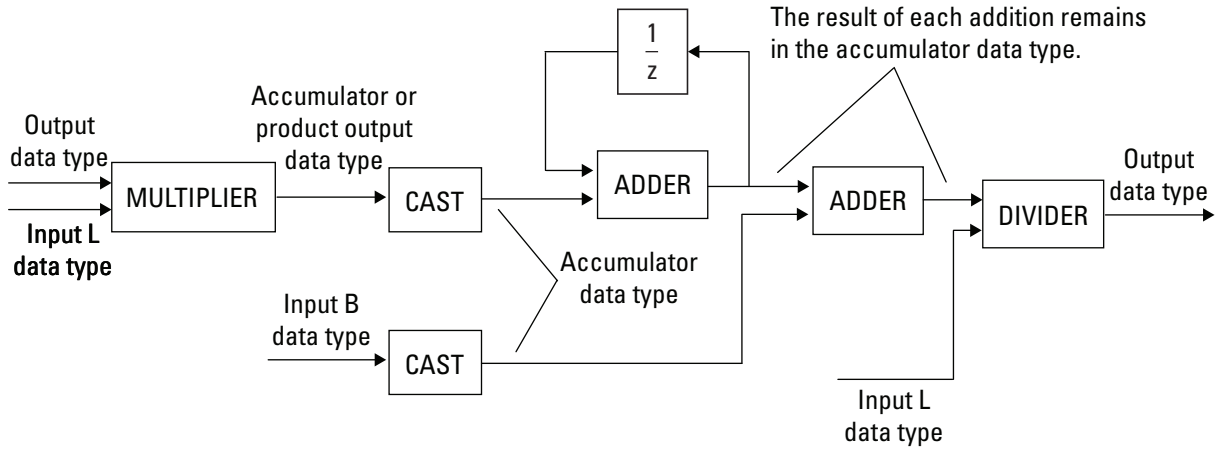 The result of each addition remains
in the accumulator data type.
1
z
Accumulator or
product output
data type
Output
data type
MULTIPLIER
Input L
data type
CAST
ADDER
ADDER
Output
data type
DIVIDER
Accumulator
data type
Input B
data type
CAST
Input L
data type